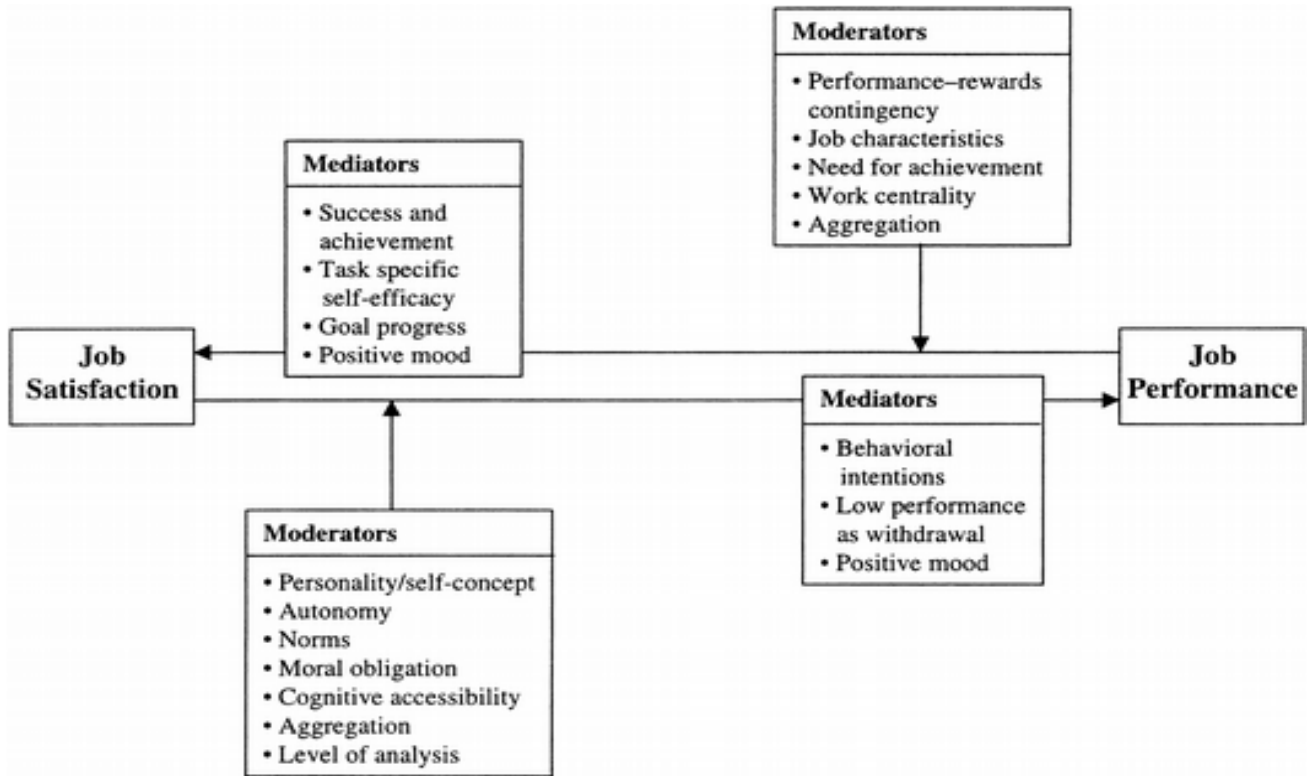 Moderators
• Performance–rewards
contingency
• Job characteristics
• Need for achievement
• Work centrality
• Aggregation
Mediators
• Success and
achievement
• Task specific
self-efficacy
• Goal progress
• Positive mood
Job
Satisfaction
Job
Performance
Mediators
• Behavioral
intentions
• Low performance
as withdrawal
• Positive mood
Moderators
• Personality/self-concept
• Autonomy
• Norms
• Moral obligation
• Cognitive accessibility
• Aggregation
• Level of analysis